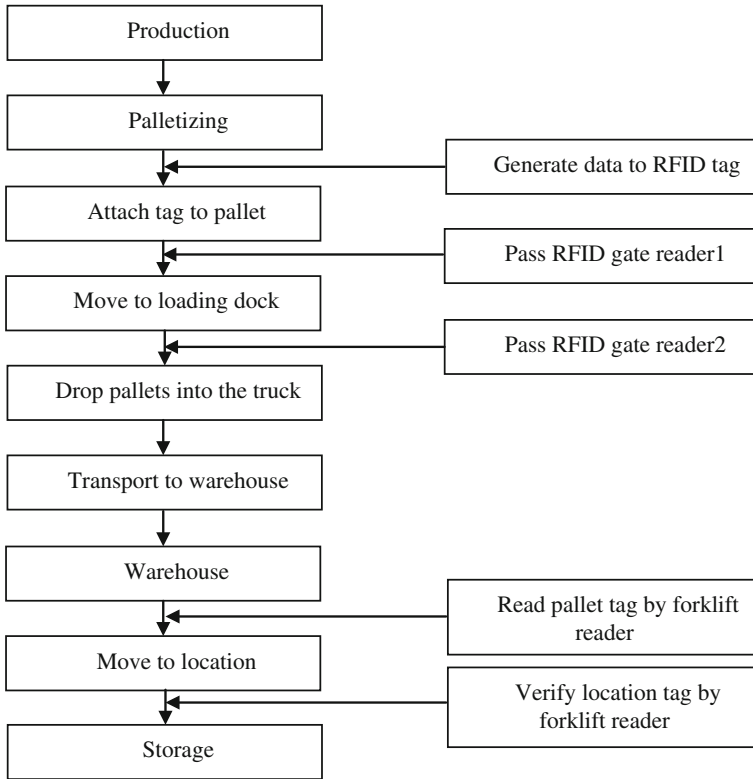 Production
Palletizing
Generate data to RFID tag
Attach tag to pallet
Pass RFID gate reader1
Move to loading dock
Pass RFID gate reader2
Drop pallets into the truck
Transport to warehouse
Warehouse
Read pallet tag by forklift
reader
Move to location
Verify location tag by
forklift reader
Storage